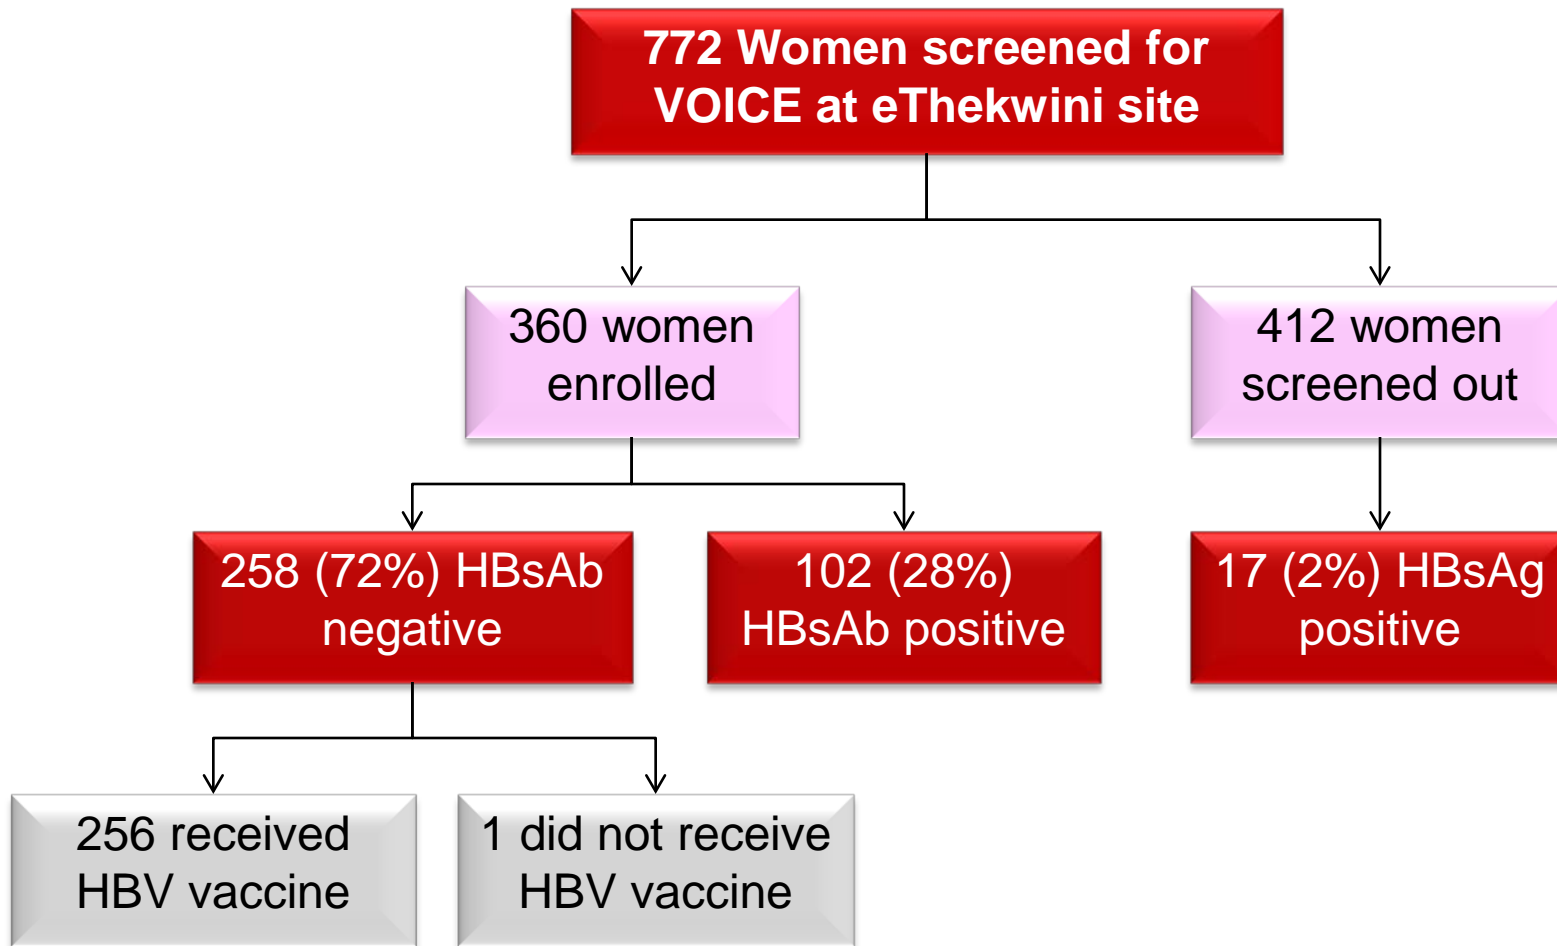 772 Women screened for
VOICE at eThekwini site
360 women
enrolled
412 women
screened out
258 (72%) HBsAb
negative
102 (28%)
HBsAb positive
17 (2%) HBsAg
positive
256 received
HBV vaccine
1 did not receive
HBV vaccine